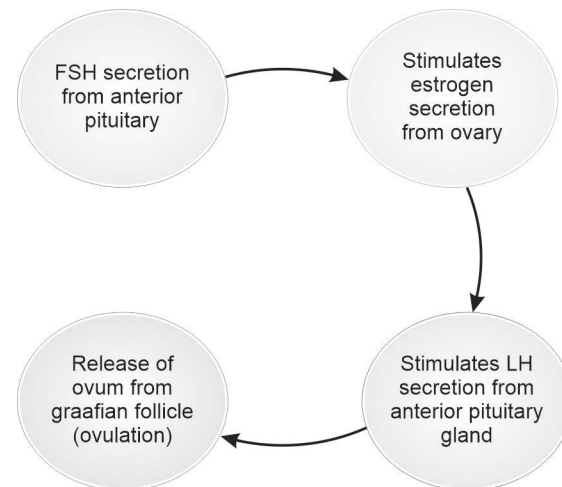 FSH secretion
from anterior
pituitary
Stimulates
estrogen
secretion
from ovary
Stimulates LH
secretion from
anterior pituitary
gland
Release of
ovum from
graafian follicle
(ovulation)